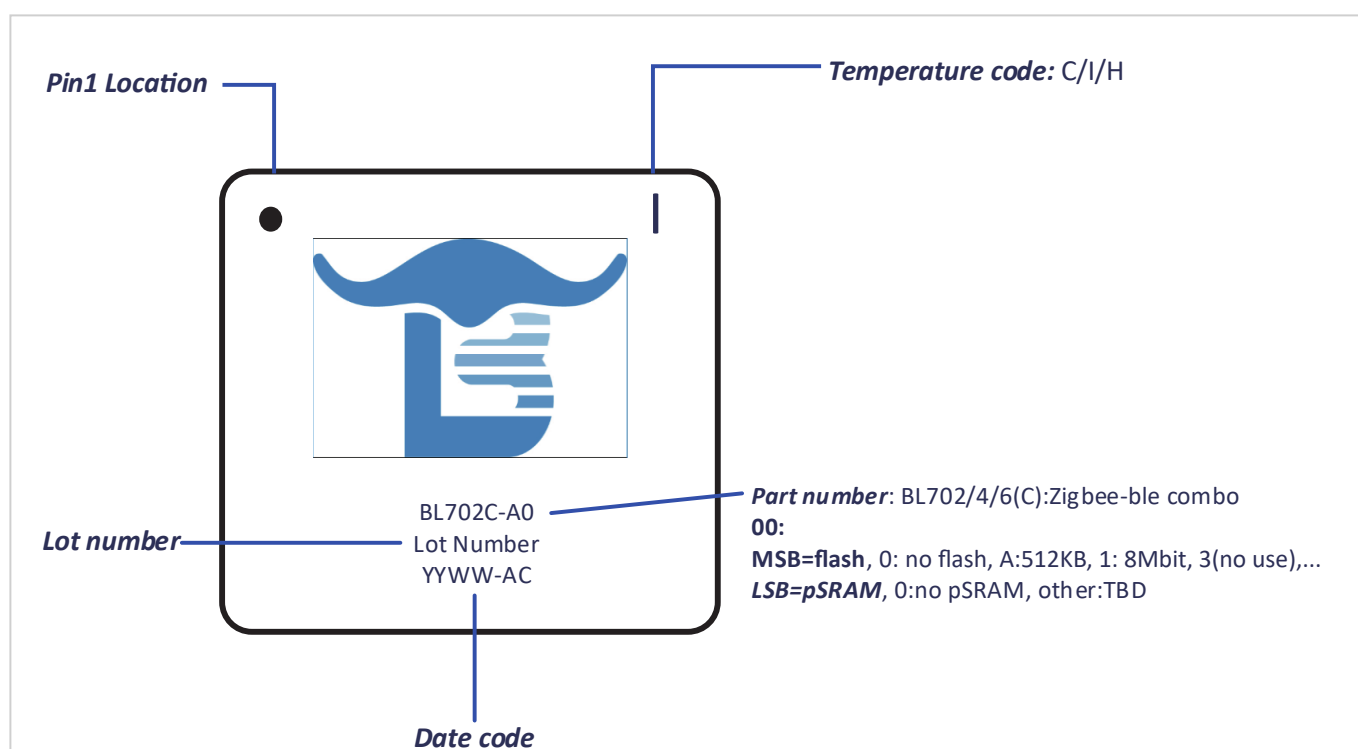 Pin1 Location
Temperature code: C/I/H
I
BL702C-A0
Lot Number
YYWW-AC
Part number: BL702/4/6(C):Zigbee-ble combo
00:
MSB=flash, 0: no flash, A:512KB, 1: 8Mbit, 3(no use),...
LSB=pSRAM, 0:no pSRAM, other:TBD
Lot number
Date code